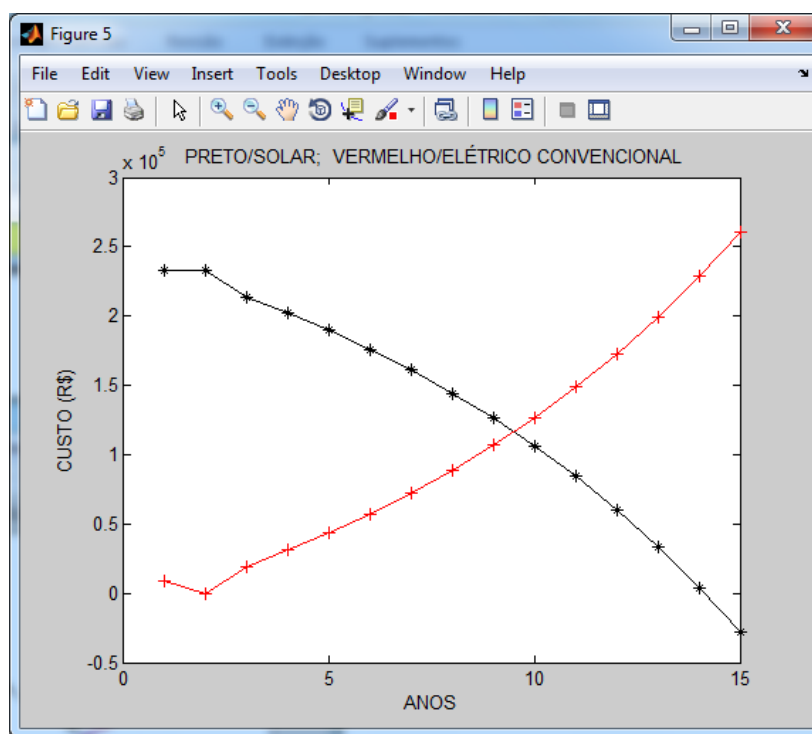 Figure 5
File Edit View Insert Tools Desktop Window Help
x 10^5 PRETO/SOLAR; VERMELHO/ELÉTRICO CONVENCIONAL
3
2.5
2
1.5
1
0.5
0
-0.5
CUSTO (R$)
0 5 10 15
ANOS